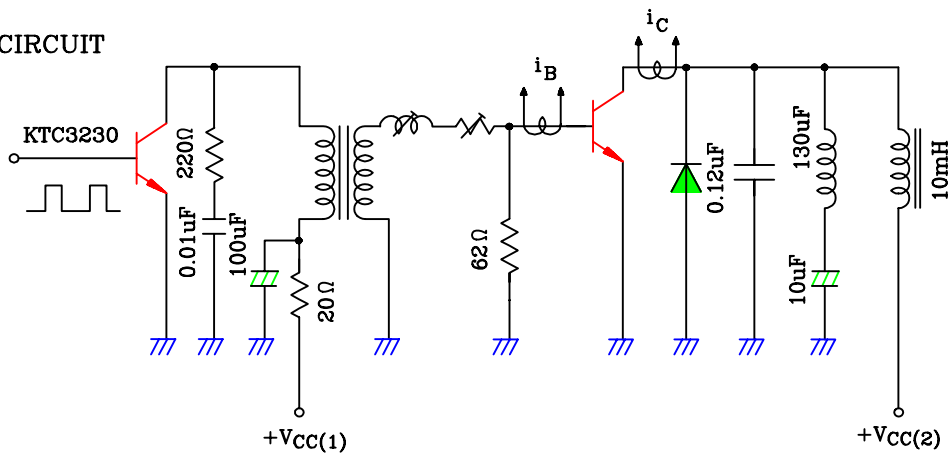 CIRCUIT
KTC3230
220Ω
0.01uF
100uF
20Ω
+VCC(1)
iB
62Ω
iC
0.12uF
130uF
10uF
10mH
+VCC(2)